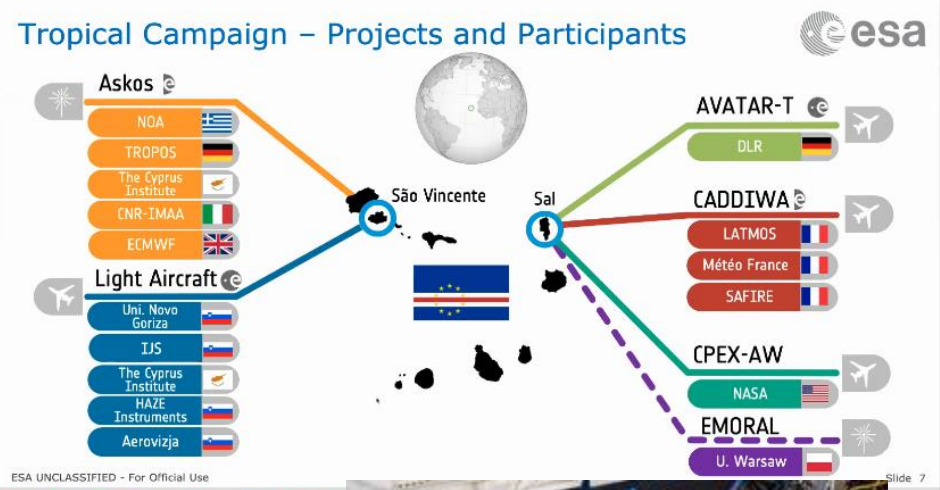 Tropical Campaign – Projects and Participants
esa
Askos
NOA
TROPOS
The Cyprus
Institute
CNR-IMAA
ECMWF
Light Aircraft
Uni. Novo
Goriza
IJS
The Cyprus
Institute
HAZE
Instruments
Aerovizja
São Vincente
Sal
AVATAR-T
DLR
CADDIWA
LATMOS
Météo France
SAFIRE
CPEX-AW
NASA
EMORAL
U. Warsaw
ESA UNCLASSIFIED - For Official Use
Slide 7